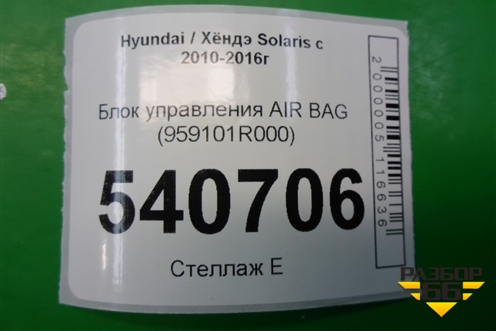 Hyundai / Хёндэ Solaris с
2010-2016г
Блок управления AIR BAG
(959101R000)
540706
Стеллаж Е
2000005116636
РАЗБОР
66